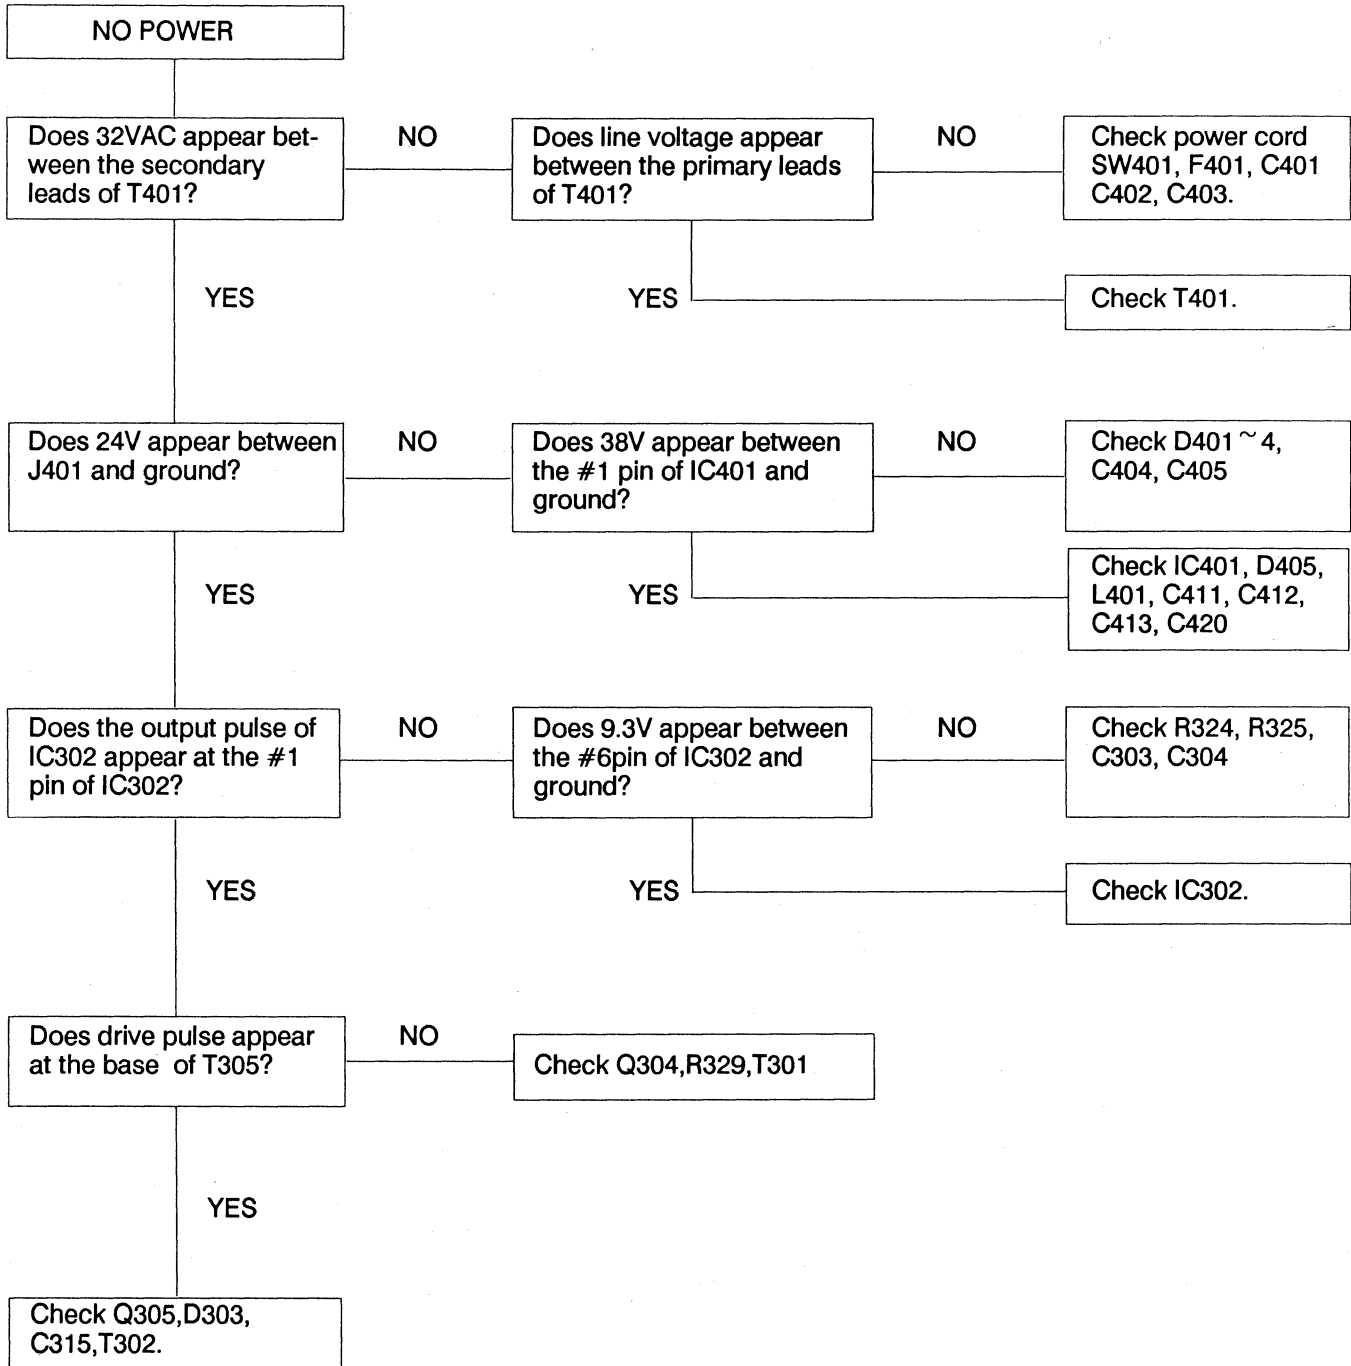 NO POWER
Does 32VAC appear bet-
ween the secondary
leads of T401?
NO
Does line voltage appear
between the primary leads
of T401?
NO
Check power cord
SW401, F401, C401
C402, C403.
YES
YES
Check T401.
Does 24V appear between
J401 and ground?
NO
Does 38V appear between
the #1 pin of IC401 and
ground?
NO
Check D401~4,
C404, C405
YES
YES
Check IC401, D405,
L401, C411, C412,
C413, C420
Does the output pulse of
IC302 appear at the #1
pin of IC302?
NO
Does 9.3V appear between
the #6pin of IC302 and
ground?
NO
Check R324, R325,
C303, C304
YES
YES
Check IC302.
Does drive pulse appear
at the base of T305?
NO
Check Q304,R329,T301
YES
Check Q305,D303,
C315,T302.